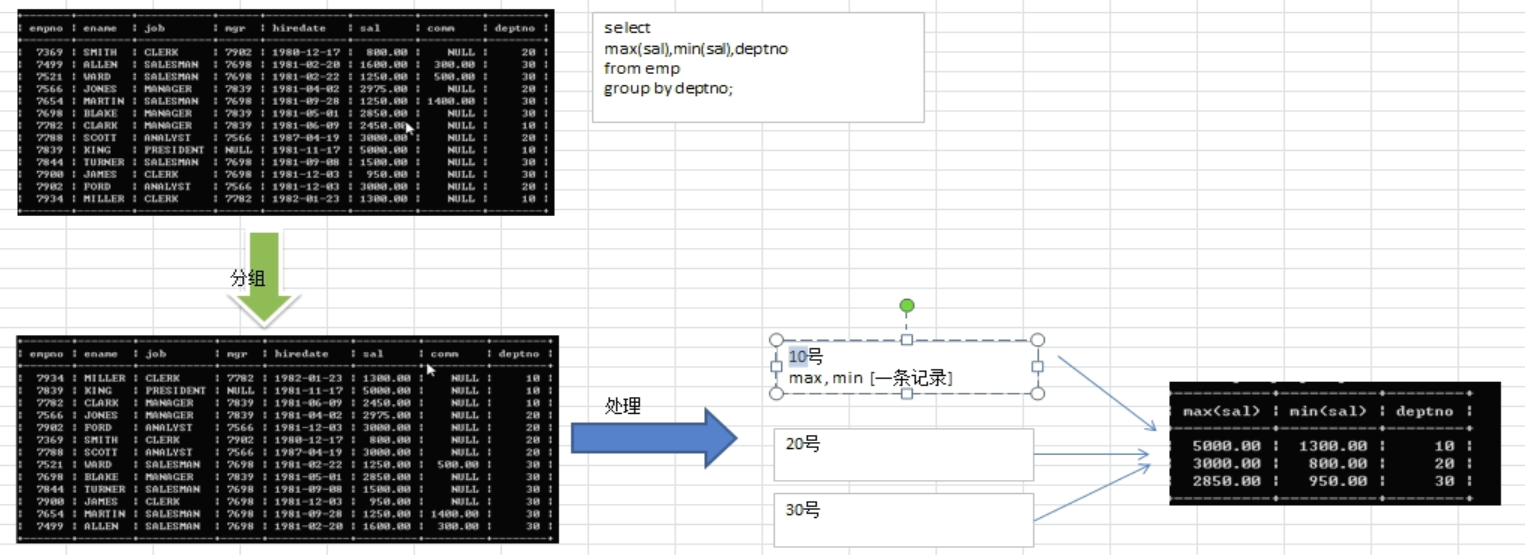 empno ename job mgr hiredate sal comm deptno
7369 SMITH CLERK 7902 1980-12-17 800.00 NULL 20
7499 ALLEN SALESMAN 7698 1981-02-20 1600.00 300.00 30
7521 WARD SALESMAN 7698 1981-02-22 1250.00 500.00 30
7566 JONES MANAGER 7839 1981-04-02 2975.00 NULL 20
7654 MARTIN SALESMAN 7698 1981-09-28 1250.00 1400.00 30
7698 BLAKE MANAGER 7839 1981-05-01 2850.00 NULL 30
7782 CLARK MANAGER 7839 1981-06-09 2450.00 NULL 10
7788 SCOTT ANALYST 7566 1987-04-19 3000.00 NULL 20
7839 KING PRESIDENT NULL 1981-11-17 5000.00 NULL 10
7844 TURNER SALESMAN 7698 1981-09-08 1500.00 NULL 30
7900 JAMES CLERK 7698 1981-12-03 950.00 NULL 30
7902 FORD ANALYST 7566 1981-12-03 3000.00 NULL 20
7934 MILLER CLERK 7782 1982-01-23 1300.00 NULL 10
select
max(sal),min(sal),deptno
from emp
group by deptno;
分组
empno ename job mgr hiredate sal comm deptno
7934 MILLER CLERK 7782 1982-01-23 1300.00 NULL 10
7839 KING PRESIDENT NULL 1981-11-17 5000.00 NULL 10
7782 CLARK MANAGER 7839 1981-06-09 2450.00 NULL 10
7566 JONES MANAGER 7839 1981-04-02 2975.00 NULL 20
7902 FORD ANALYST 7566 1981-12-03 3000.00 NULL 20
7369 SMITH CLERK 7902 1980-12-17 800.00 NULL 20
7788 SCOTT ANALYST 7566 1987-04-19 3000.00 NULL 20
7521 WARD SALESMAN 7698 1981-02-22 1250.00 500.00 30
7698 BLAKE MANAGER 7839 1981-05-01 2850.00 NULL 30
7844 TURNER SALESMAN 7698 1981-09-08 1500.00 NULL 30
7900 JAMES CLERK 7698 1981-12-03 950.00 NULL 30
7654 MARTIN SALESMAN 7698 1981-09-28 1250.00 1400.00 30
7499 ALLEN SALESMAN 7698 1981-02-20 1600.00 300.00 30
处理
10号
max,min [一条记录]
20号
30号
max(sal) min(sal) deptno
5000.00 1300.00 10
3000.00 800.00 20
2850.00 950.00 30